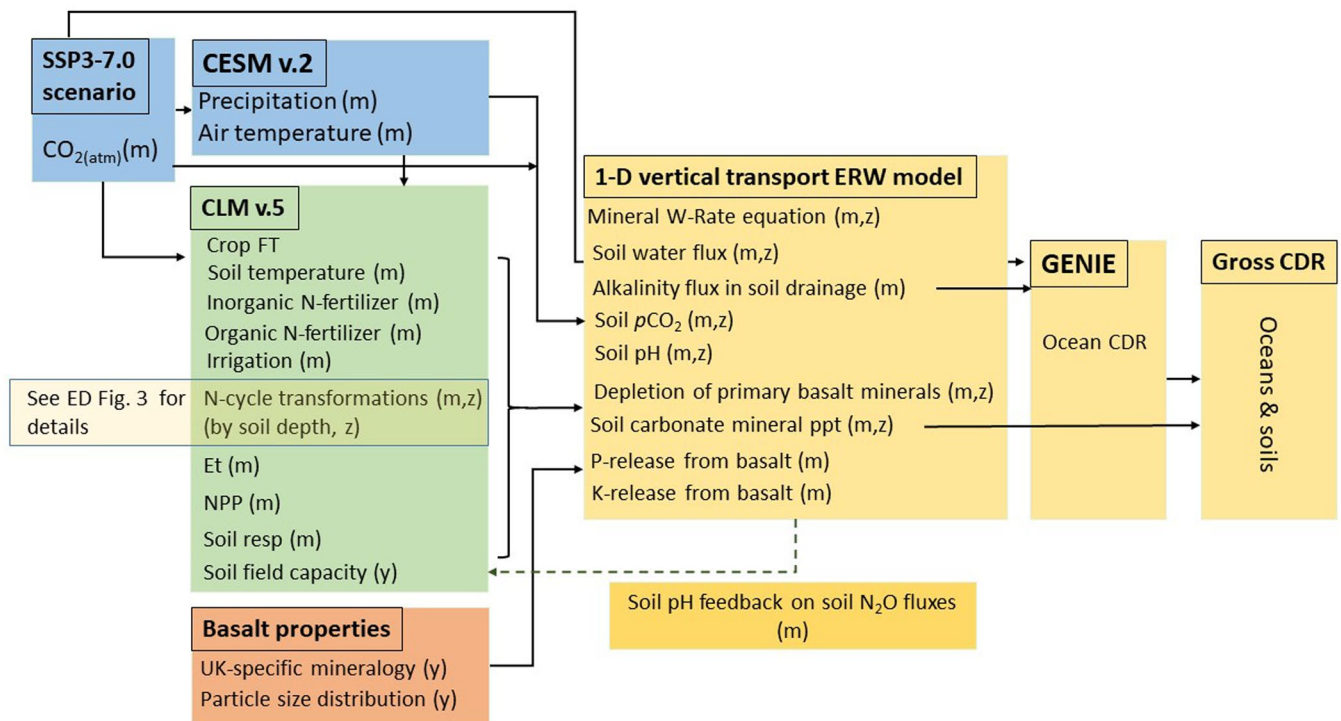 SSP3-7.0
scenario
CO2(atm)(m)
CESM v.2
Precipitation (m)
Air temperature (m)
CLM v.5
Crop FT
Soil temperature (m)
Inorganic N-fertilizer (m)
Organic N-fertilizer (m)
Irrigation (m)
See ED Fig. 3 for
details
N-cycle transformations (m,z)
(by soil depth, z)
Et (m)
NPP (m)
Soil resp (m)
Soil field capacity (y)
Basalt properties
UK-specific mineralogy (y)
Particle size distribution (y)
1-D vertical transport ERW model
Mineral W-Rate equation (m,z)
Soil water flux (m,z)
Alkalinity flux in soil drainage (m)
Soil pCO2 (m,z)
Soil pH (m,z)
Depletion of primary basalt minerals (m,z)
Soil carbonate mineral ppt (m,z)
P-release from basalt (m)
K-release from basalt (m)
Soil pH feedback on soil N2O fluxes
(m)
GENIE
Ocean CDR
Gross CDR
Oceans & soils